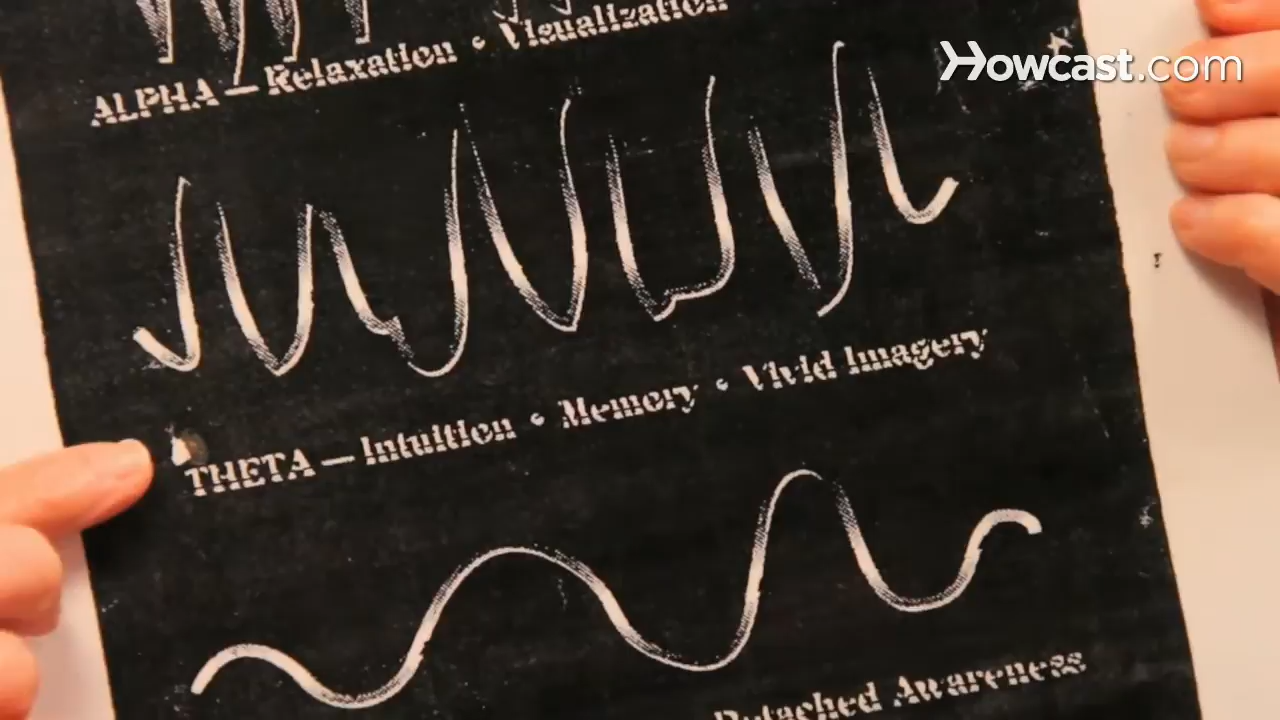 Howcast.com
ALPHA — Relaxation • Visualization
THETA — Intuition • Memory • Vivid Imagery
Detached Awareness